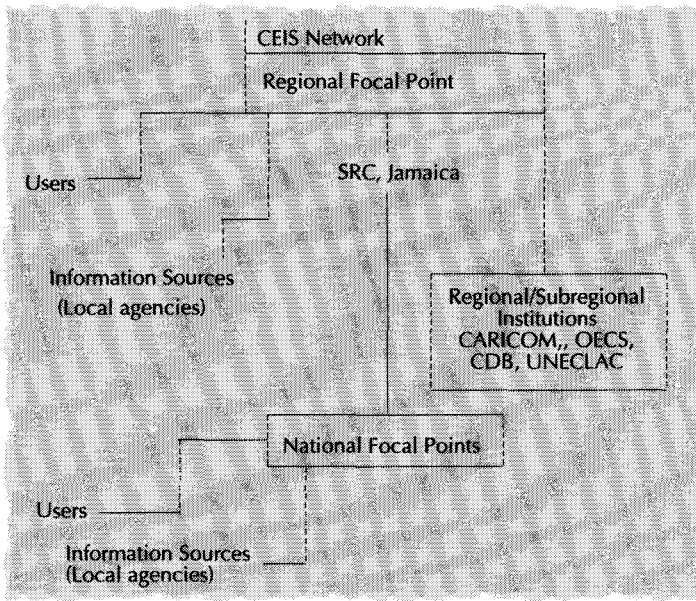 CEIS Network
Regional Focal Point
Users
SRC, Jamaica
Information Sources
(Local agencies)
Regional/Subregional
Institutions
CARICOM,, OECS,
CDB, UNECLAC
National Focal Points
Users
Information Sources
(Local agencies)